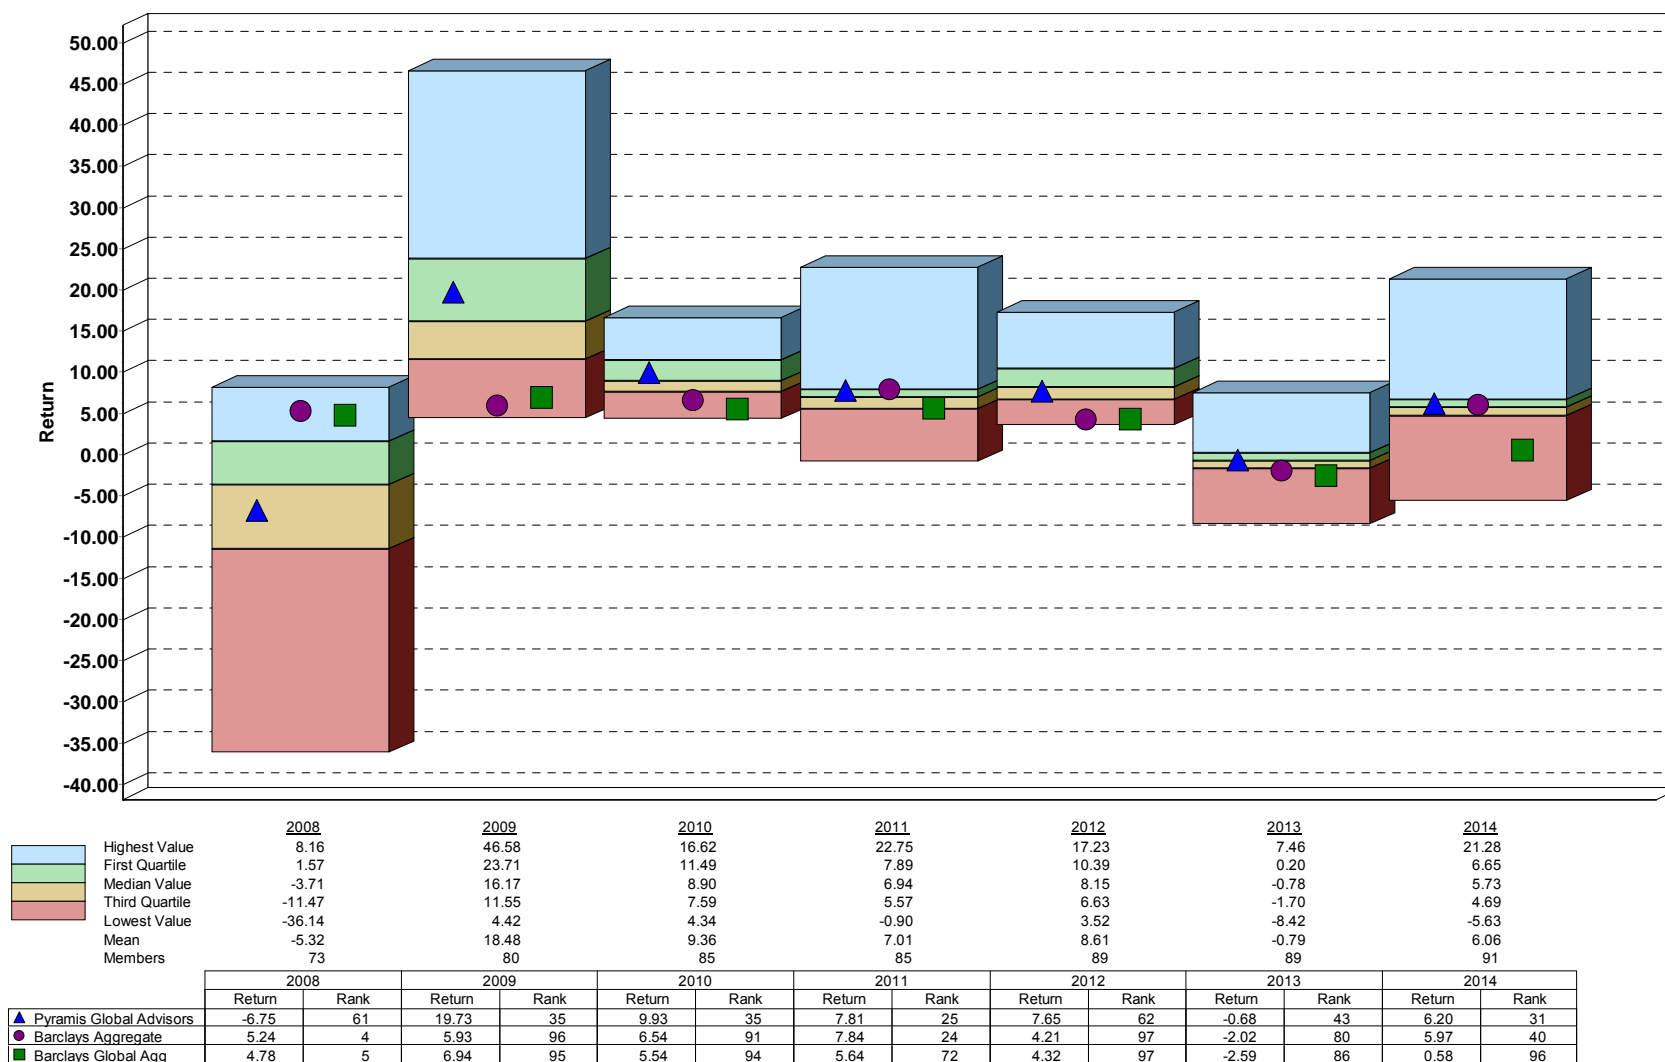 50.00
45.00
40.00
35.00
30.00
25.00
20.00
15.00
10.00
5.00
0.00
-5.00
-10.00
-15.00
-20.00
-25.00
-30.00
-35.00
-40.00
Return
2008 2009 2010 2011 2012 2013 2014
Highest Value 8.16 46.58 16.62 22.75 17.23 7.46 21.28
First Quartile 1.57 23.71 11.49 7.89 10.39 0.20 6.65
Median Value -3.71 16.17 8.90 6.94 8.15 -0.78 5.73
Third Quartile -11.47 11.55 7.59 5.57 6.63 -1.70 4.69
Lowest Value -36.14 4.42 4.34 -0.90 3.52 -8.42 -5.63
Mean -5.32 18.48 9.36 7.01 8.61 -0.79 6.06
Members 73 80 85 85 89 89 91
2008 2009 2010 2011 2012 2013 2014
Return Rank Return Rank Return Rank Return Rank Return Rank Return Rank Return Rank
Pyramis Global Advisors -6.75 61 19.73 35 9.93 35 7.81 25 7.65 62 -0.68 43 6.20 31
Barclays Aggregate 5.24 4 5.93 96 6.54 91 7.84 24 4.21 97 -2.02 80 5.97 40
Barclays Global Agg 4.78 5 6.94 95 5.54 94 5.64 72 4.32 97 -2.59 86 0.58 96